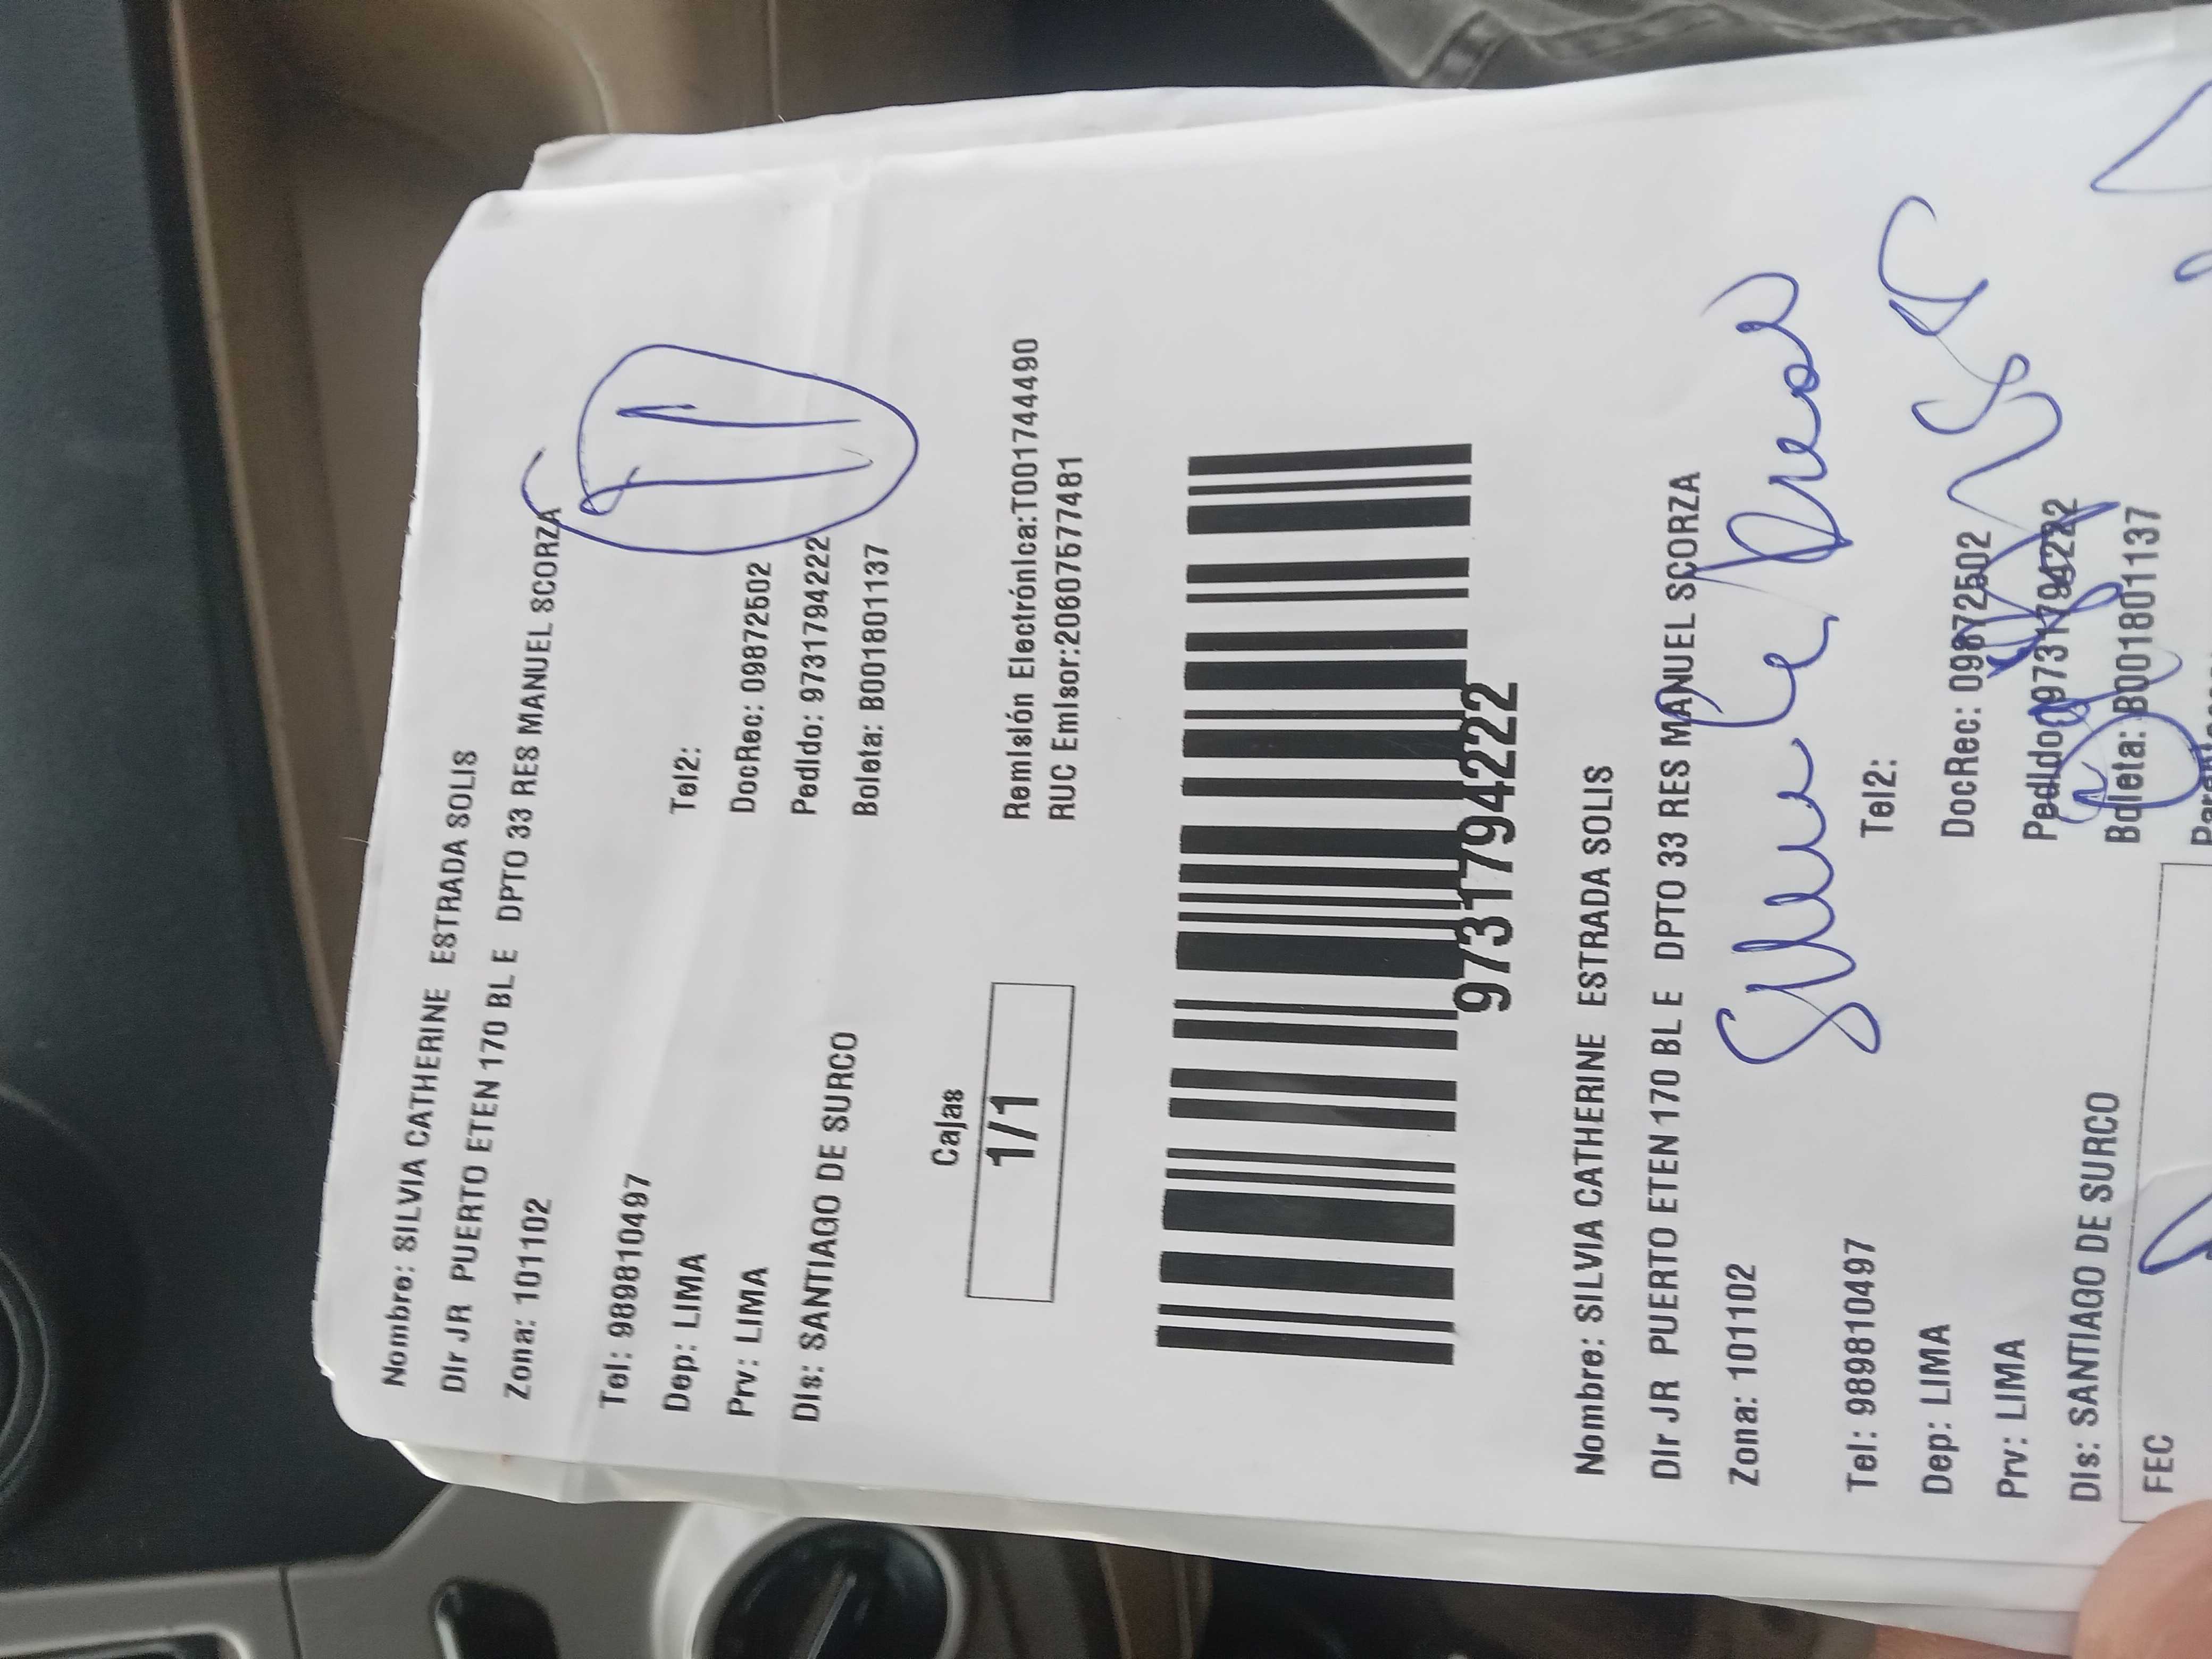 Nombre: SILVIA CATHERINE ESTRADA SOLIS
Dir JR PUERTO ETEN 170 BL E DPTO 33 RES MANUEL SCORZA
Zona: 101102
Tel: 989810497 Tel2:
Dep: LIMA DocRec: 09872502
Prv: LIMA Pedido: 9731794222
Dis: SANTIAGO DE SURCO Boleta: B001801137
11
Cajas
1/1
Remisión Electrónica:T001744490
RUC Emisor:20607577481
9731794222
Nombre: SILVIA CATHERINE ESTRADA SOLIS
Dir JR PUERTO ETEN 170 BL E DPTO 33 RES MANUEL SCORZA
Zona: 101102
Tel: 989810497 Tel2:
Dep: LIMA DocRec: 09872502
Prv: LIMA Pedido: 9731794222
Dis: SANTIAGO DE SURCO Boleta: B001801137
FEC